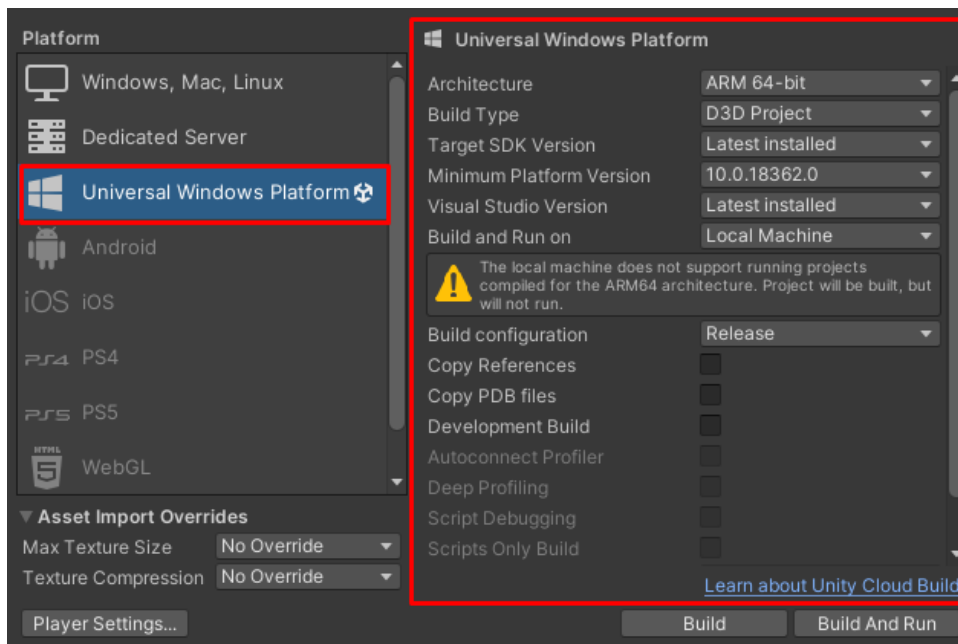 Platform
Windows, Mac, Linux
Dedicated Server
Universal Windows Platform
Android
iOS iOS
PS4 PS4
PS5 PS5
HTML
5 WebGL
Asset Import Overrides
Max Texture Size No Override
Texture Compression No Override
Player Settings...
Universal Windows Platform
Architecture ARM 64-bit
Build Type D3D Project
Target SDK Version Latest installed
Minimum Platform Version 10.0.18362.0
Visual Studio Version Latest installed
Build and Run on Local Machine
The local machine does not support running projects
compiled for the ARM64 architecture. Project will be built, but
will not run.
Build configuration Release
Copy References
Copy PDB files
Development Build
Autoconnect Profiler
Deep Profiling
Script Debugging
Scripts Only Build
Learn about Unity Cloud Build
Build Build And Run